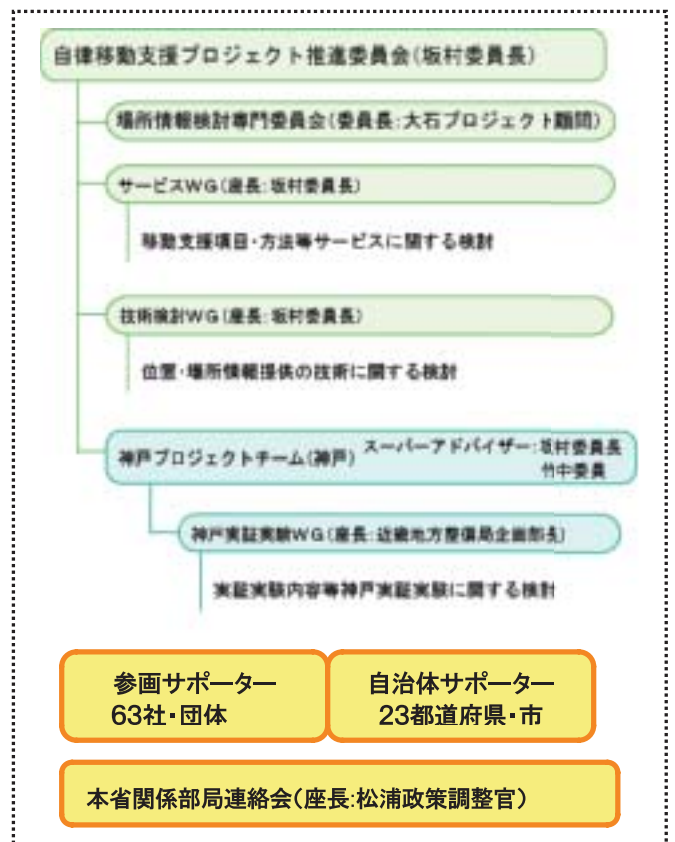 自律移動支援プロジェクト推進委員会(坂村委員長)
場所情報検討専門委員会(委員長:大石プロジェクト顧問)
サービスWG(座長:坂村委員長)
移動支援項目・方法等サービスに関する検討
技術検討WG(座長:坂村委員長)
位置・場所情報提供の技術に関する検討
神戸プロジェクトチーム(神戸) スーパーアドバイザー:坂村委員長
竹中委員
神戸実証実験WG(座長:近畿地方整備局企画部長)
実証実験内容等神戸実証実験に関する検討
参画サポーター
63社・団体
自治体サポーター
23都道府県・市
本省関係部局連絡会(座長:松浦政策調整官)